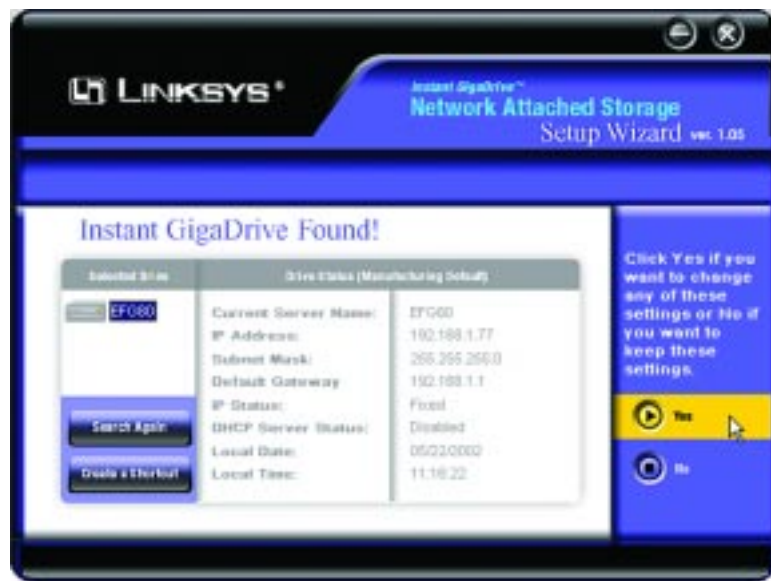 LINKSYS®
Instant GigaDrive™
Network Attached Storage
Setup Wizard ver. 1.05
Instant GigaDrive Found!
Selected Drive
Drive Status (Manufacturing Default)
EFG80
Current Server Name: EFG80
IP Address: 192.168.1.77
Subnet Mask: 255.255.255.0
Default Gateway 192.168.1.1
IP Status: Fixed
DHCP Server Status: Disabled
Local Date: 05/22/2002
Local Time: 11:16:22
Search Again
Create a Shortcut
Click Yes if you
want to change
any of these
settings or No if
you want to
keep these
settings.
Yes
No